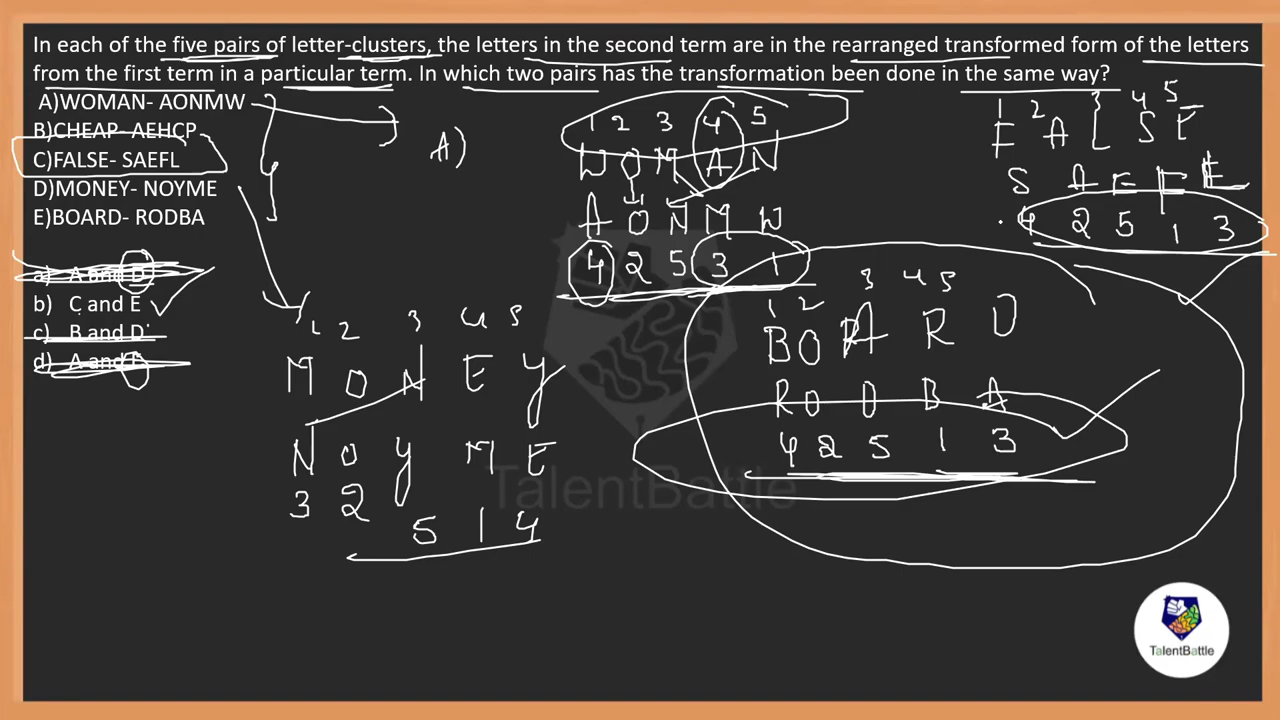 In each of the five pairs of letter-clusters, the letters in the second term are in the rearranged transformed form of the letters
from the first term in a particular term. In which two pairs has the transformation been done in the same way?
A)WOMAN- AONMW
B)CHEAP- AEHCP
C)FALSE- SAEFL
D)MONEY- NOYME
E)BOARD- RODBA
a) A and D
b) C and E
c) B and D
d) A and
A)
1 2 3 4 5
W O M A N
A O N M W
4 2 5 3 1
1 2 3 4 5
F A L S E
S A E F L
4 2 5 1 3
1 2 3 4 5
M O N E Y
N O Y M E
3 2 5 1 4
1 2 3 4 5
B O A R D
R O D B A
4 2 5 1 3
TalentBattle
TalentBattle